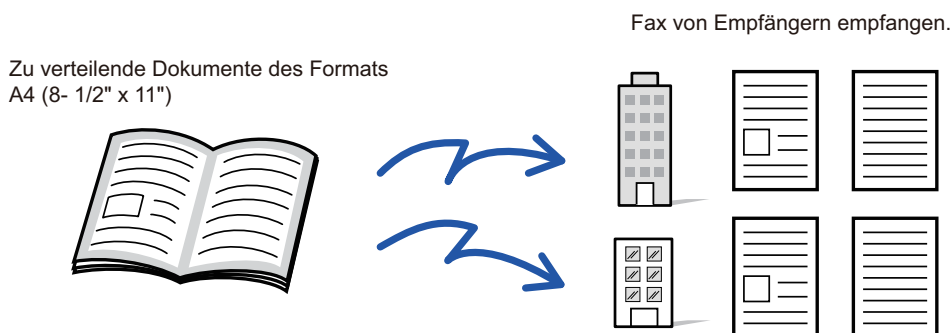 Fax von Empfängern empfangen.
Zu verteilende Dokumente des Formats
A4 (8- 1/2" x 11")